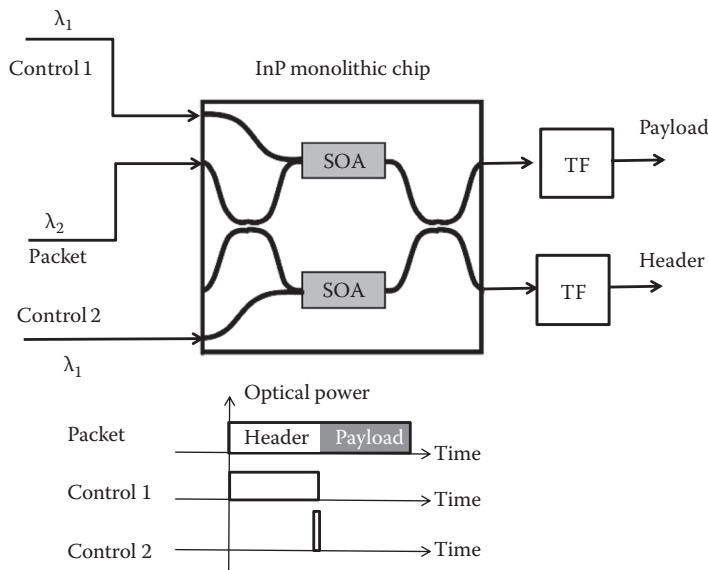 λ1
Control 1
InP monolithic chip
SOA
TF
Payload
λ2
Packet
SOA
TF
Header
Control 2
λ1
Optical power
Packet
Header
Payload
Time
Control 1
Time
Control 2
Time